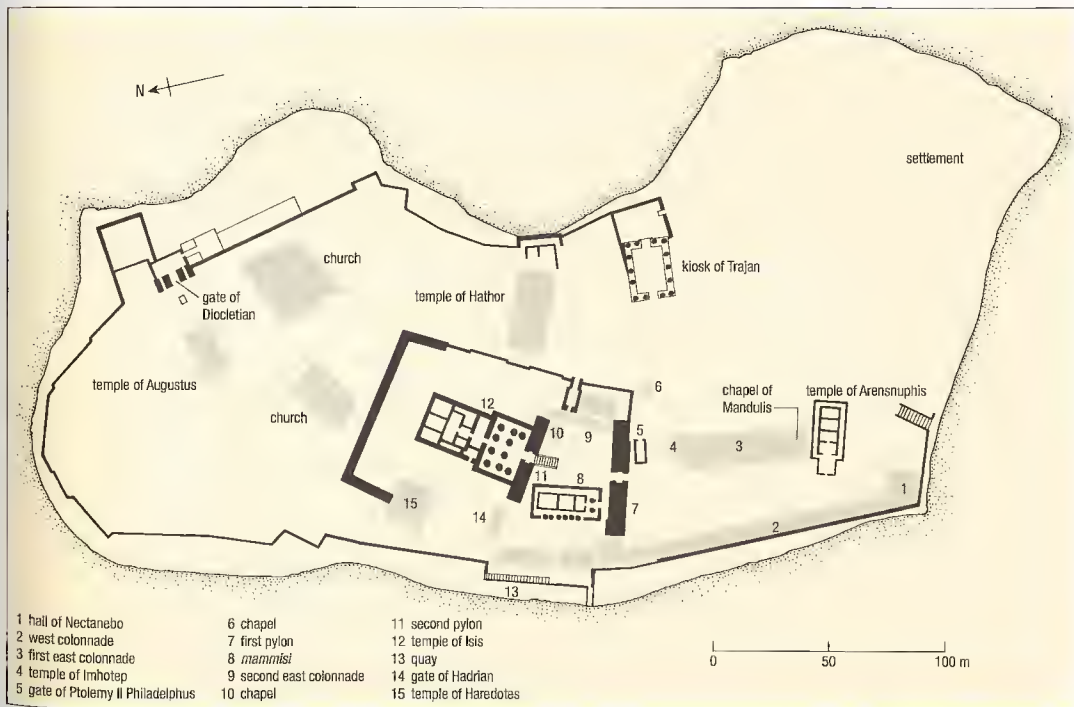 N
settlement
church
kiosk of Trajan
temple of Hathor
gate of
Diocletian
temple of Augustus
church
chapel of
Mandulis
temple of Arensnuphis
6
12
10
9
5
4
3
11
8
1
15
14
7
2
13
1 hall of Nectanebo
2 west colonnade
3 first east colonnade
4 temple of Imhotep
5 gate of Ptolemy II Philadelphus
6 chapel
7 first pylon
8 mammisi
9 second east colonnade
10 chapel
11 second pylon
12 temple of Isis
13 quay
14 gate of Hadrian
15 temple of Haredotes
0 50 100 m